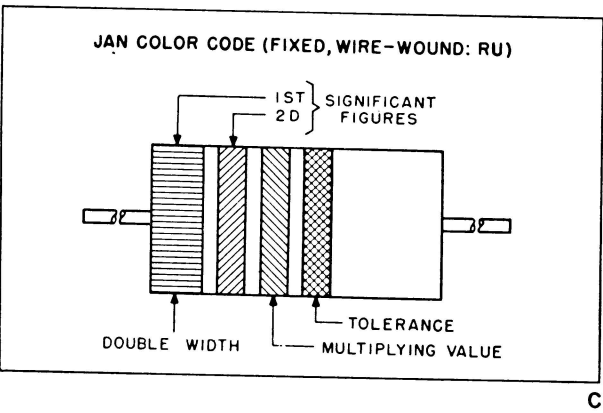 JAN COLOR CODE (FIXED, WIRE-WOUND: RU)
1ST
2D
SIGNIFICANT
FIGURES
TOLERANCE
DOUBLE WIDTH
MULTIPLYING VALUE
C